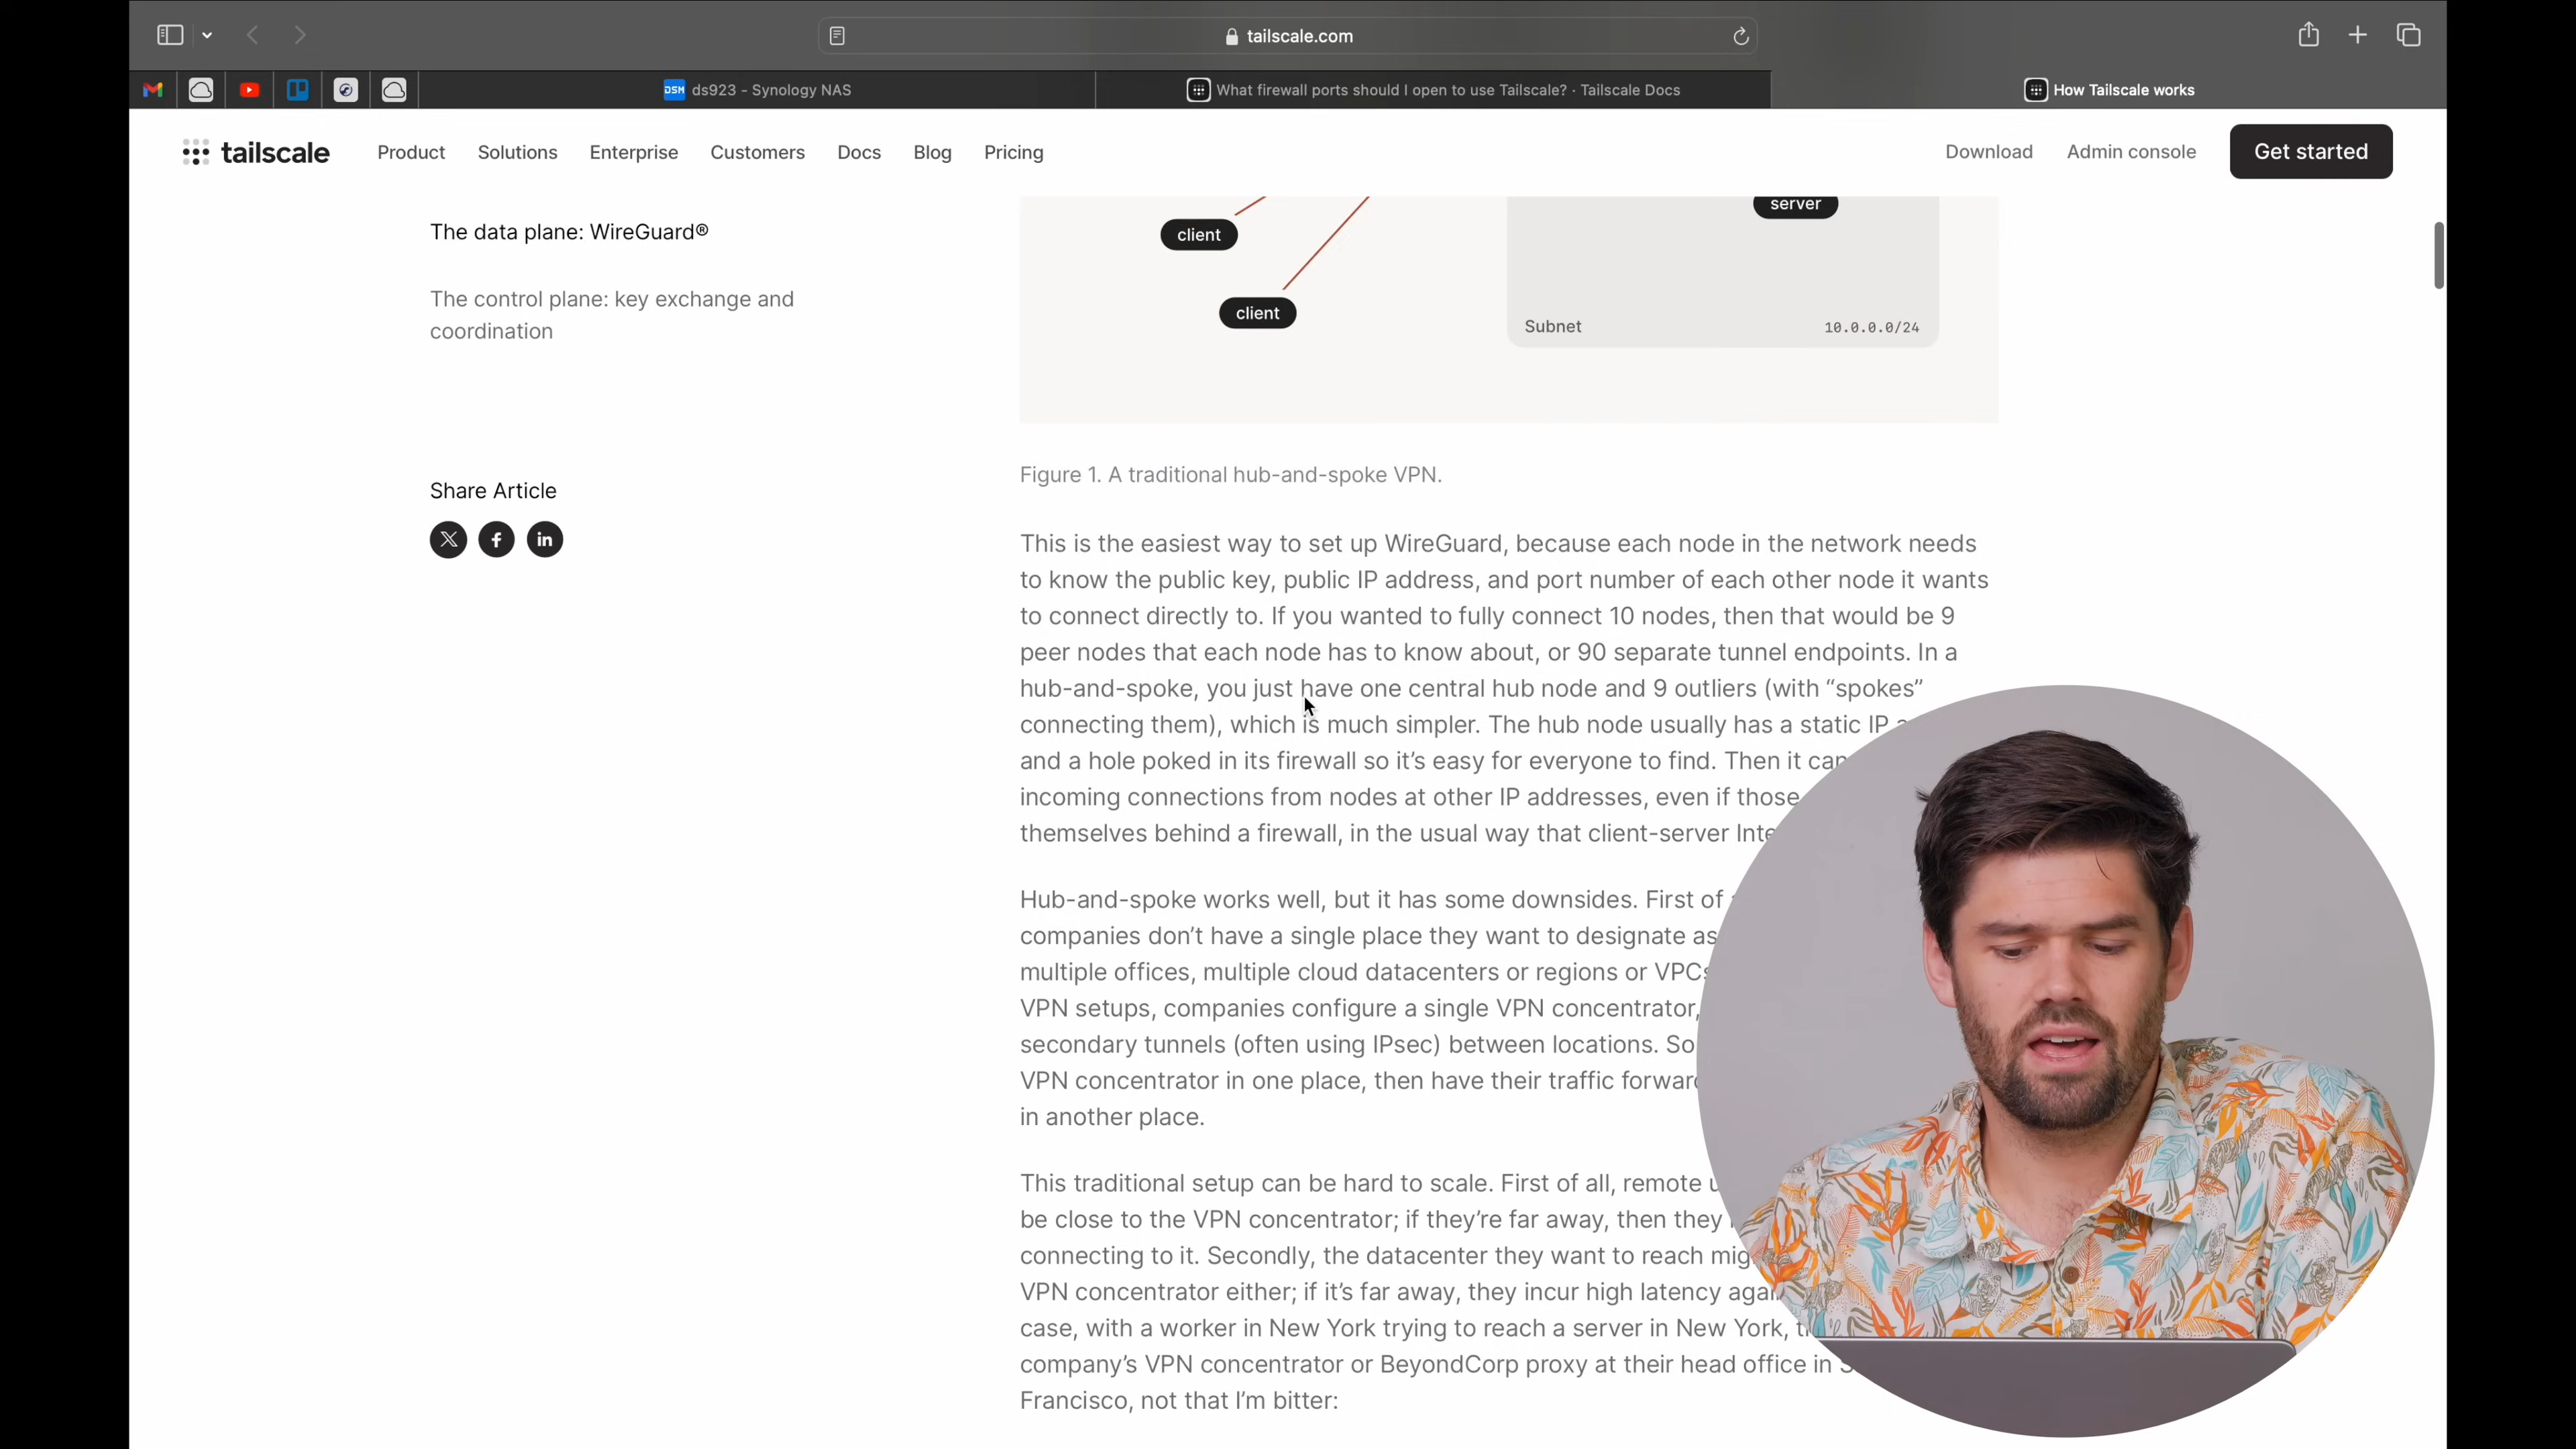 tailscale.com
DSM ds923 - Synology NAS
What firewall ports should I open to use Tailscale? · Tailscale Docs
How Tailscale works
tailscale
Product
Solutions
Enterprise
Customers
Docs
Blog
Pricing
Download
Admin console
Get started
The data plane: WireGuard®
The control plane: key exchange and
coordination
Share Article
client
client
server
Subnet
10.0.0.0/24
Figure 1. A traditional hub-and-spoke VPN.
This is the easiest way to set up WireGuard, because each node in the network needs
to know the public key, public IP address, and port number of each other node it wants
to connect directly to. If you wanted to fully connect 10 nodes, then that would be 9
peer nodes that each node has to know about, or 90 separate tunnel endpoints. In a
hub-and-spoke, you just have one central hub node and 9 outliers (with “spokes”
connecting them), which is much simpler. The hub node usually has a static IP
and a hole poked in its firewall so it’s easy for everyone to find. Then it can
incoming connections from nodes at other IP addresses, even if those
themselves behind a firewall, in the usual way that client-server
Hub-and-spoke works well, but it has some downsides. First of
companies don’t have a single place they want to designate as
multiple offices, multiple cloud datacenters or regions or VPCs
VPN setups, companies configure a single VPN concentrator,
secondary tunnels (often using IPsec) between locations. So
VPN concentrator in one place, then have their traffic
in another place.
This traditional setup can be hard to scale. First of all, remote
be close to the VPN concentrator; if they’re far away, then they
connecting to it. Secondly, the datacenter they want to reach
VPN concentrator either; if it’s far away, they incur high latency
case, with a worker in New York trying to reach a server in New York,
company’s VPN concentrator or BeyondCorp proxy at their head office in
Francisco, not that I’m bitter: